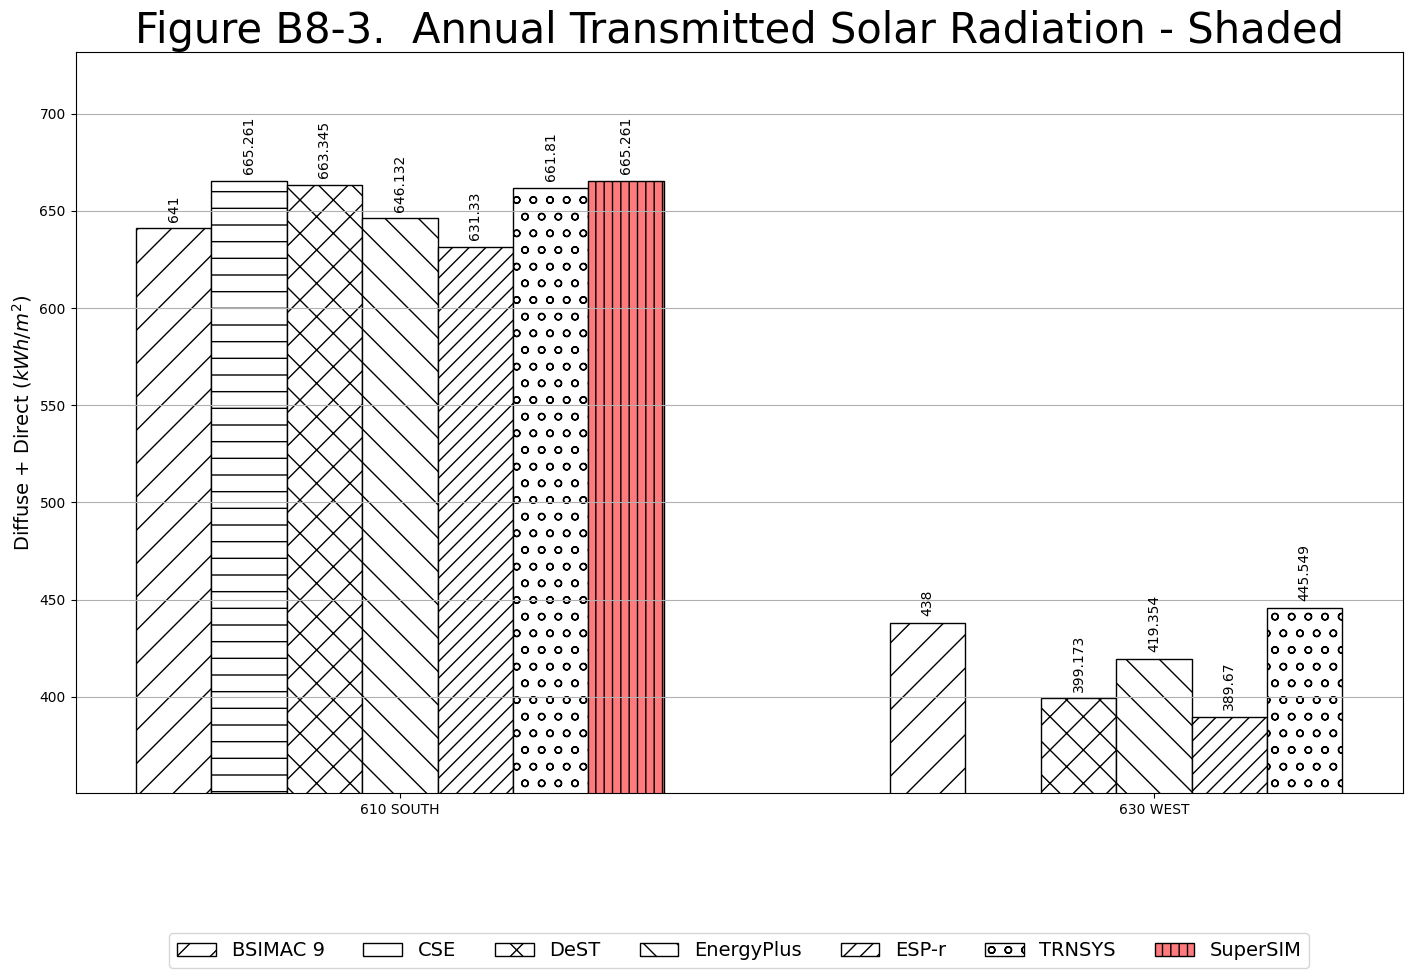 Figure B8-3.  Annual Transmitted Solar Radiation - Shaded
Diffuse + Direct (kWh/m²)
700
650
600
550
500
450
400
641
665.261
663.345
646.132
631.33
661.81
665.261
438
399.173
419.354
389.67
445.549
610 SOUTH
630 WEST
BSIMAC 9
CSE
DeST
EnergyPlus
ESP-r
TRNSYS
SuperSIM